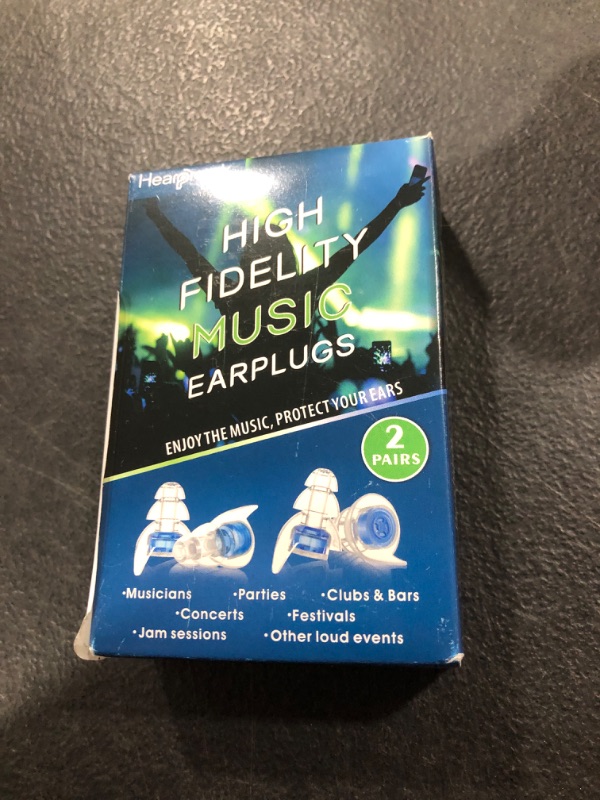 HIGH
FIDELITY
MUSIC
EARPLUGS
ENJOY THE MUSIC, PROTECT YOUR EARS
2
PAIRS
•Musicians •Parties •Clubs & Bars
•Concerts •Festivals
•Jam sessions •Other loud events